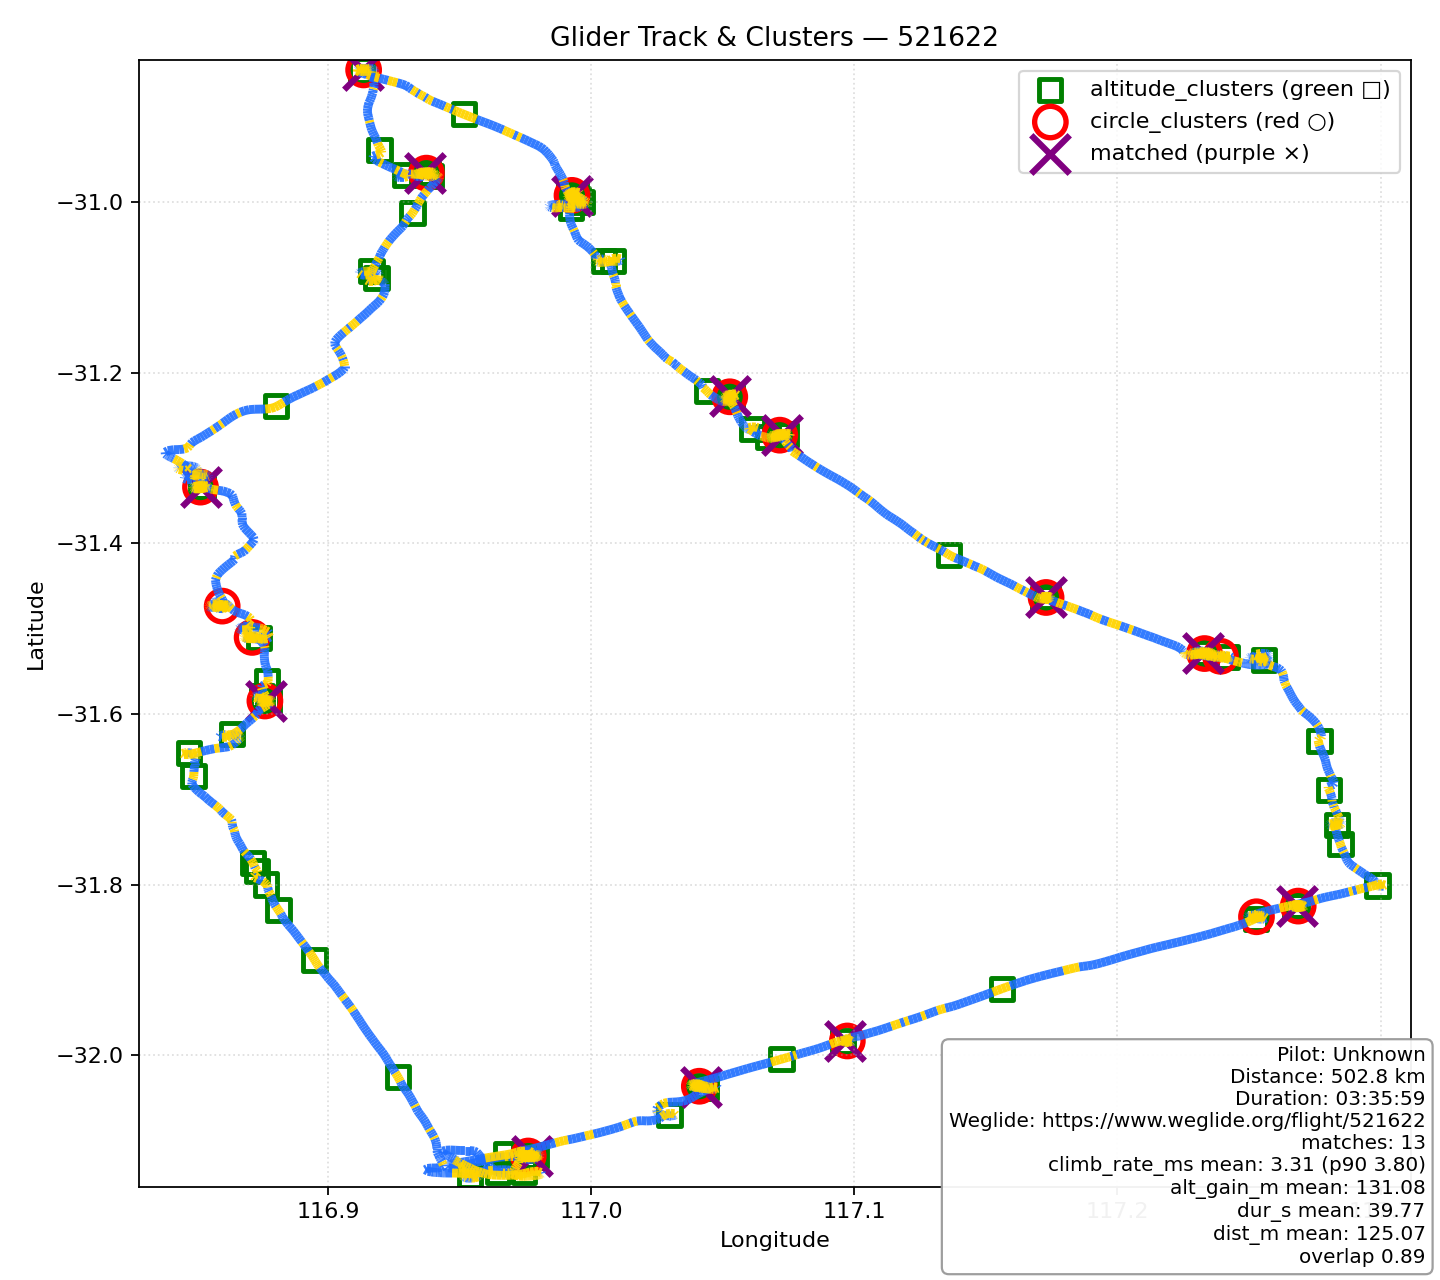 Glider Track & Clusters — 521622
altitude_clusters (green □)
circle_clusters (red ○)
matched (purple ×)
Latitude
−31.0
−31.2
−31.4
−31.6
−31.8
−32.0
116.9
117.0
117.1
117.2
Longitude
Pilot: Unknown
Distance: 502.8 km
Duration: 03:35:59
Weglide: https://www.weglide.org/flight/521622
matches: 13
climb_rate_ms mean: 3.31 (p90 3.80)
alt_gain_m mean: 131.08
dur_s mean: 39.77
dist_m mean: 125.07
overlap 0.89